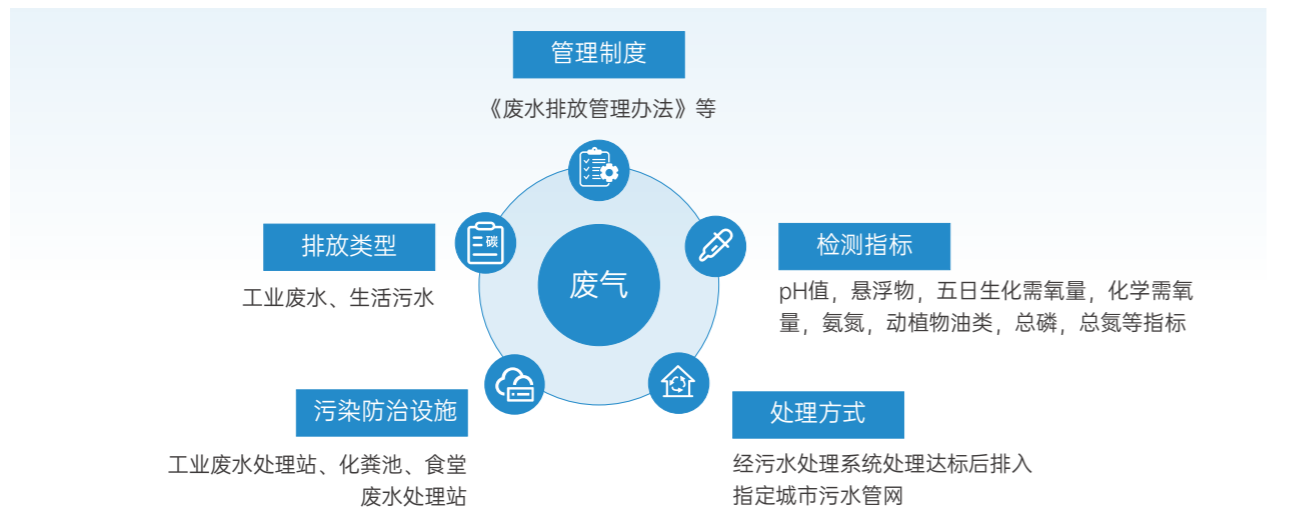 管理制度
《废水排放管理办法》等
排放类型
工业废水、生活污水
碳
废气
检测指标
pH值，悬浮物，五日生化需氧量，化学需氧
量，氨氮，动植物油类，总磷，总氮等指标
污染防治设施
工业废水处理站、化粪池、食堂
废水处理站
处理方式
经污水处理系统处理达标后排入
指定城市污水管网